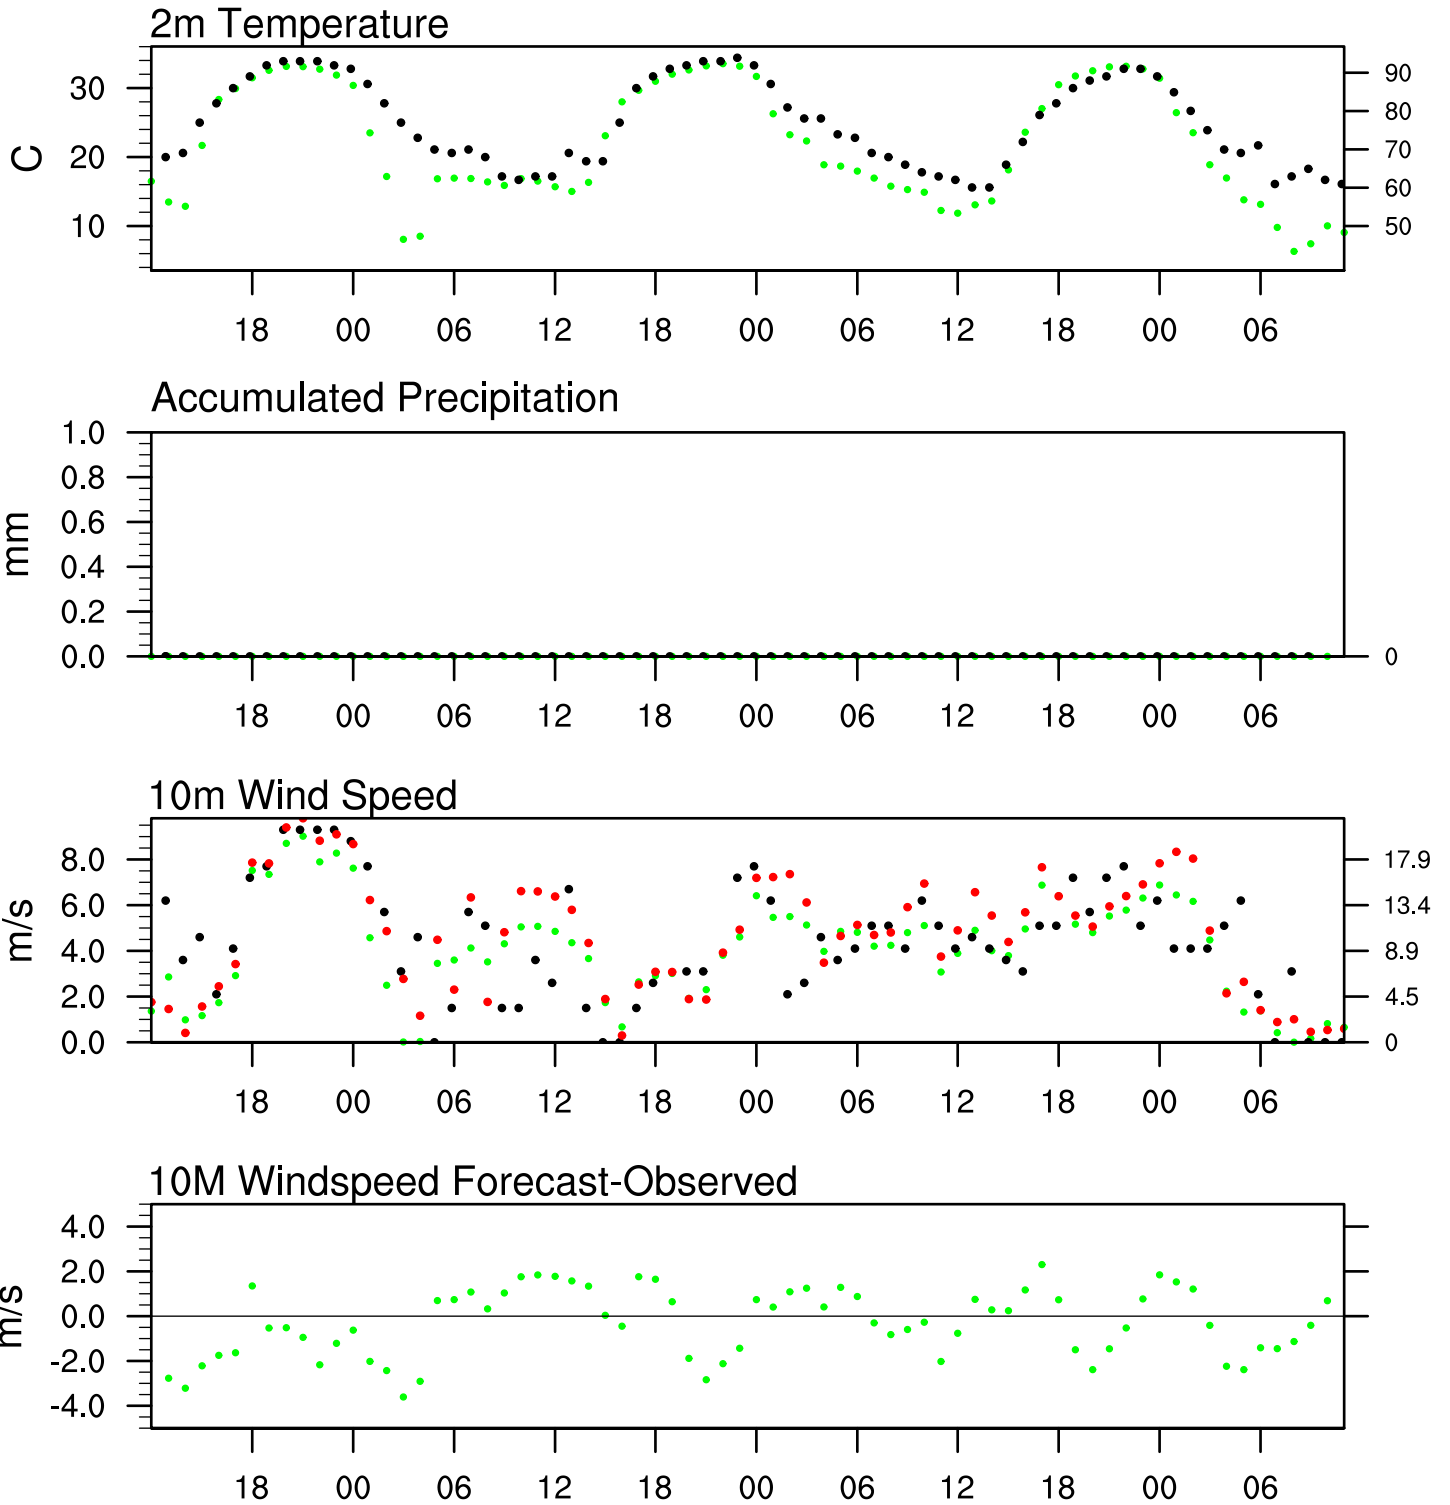 2m Temperature
C
30
20
10
90
80
70
60
50
18 00 06 12 18 00 06 12 18 00 06
Accumulated Precipitation
mm
1.0
0.8
0.6
0.4
0.2
0.0
0
18 00 06 12 18 00 06 12 18 00 06
10m Wind Speed
m/s
8.0
6.0
4.0
2.0
0.0
17.9
13.4
8.9
4.5
0
18 00 06 12 18 00 06 12 18 00 06
10M Windspeed Forecast-Observed
m/s
4.0
2.0
0.0
-2.0
-4.0
18 00 06 12 18 00 06 12 18 00 06